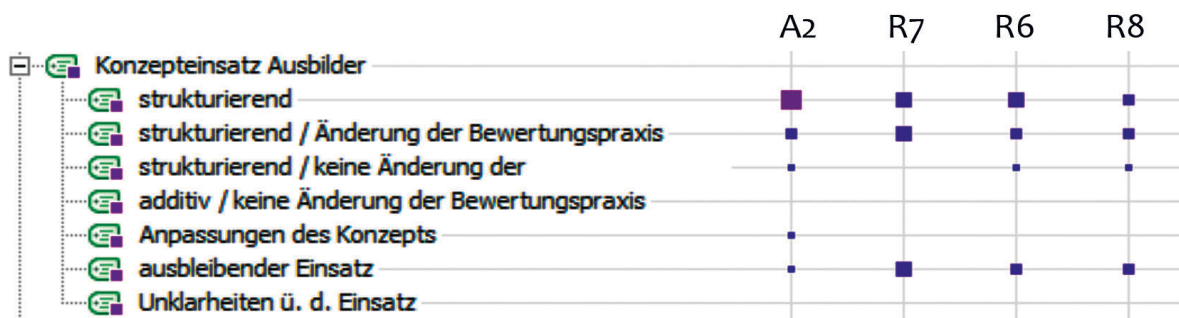 A2 R7 R6 R8
Konzepteinsatz Ausbilder
strukturierend
strukturierend / Änderung der Bewertungspraxis
strukturierend / keine Änderung der
additiv / keine Änderung der Bewertungspraxis
Anpassungen des Konzepts
ausbleibender Einsatz
Unklarheiten ü. d. Einsatz